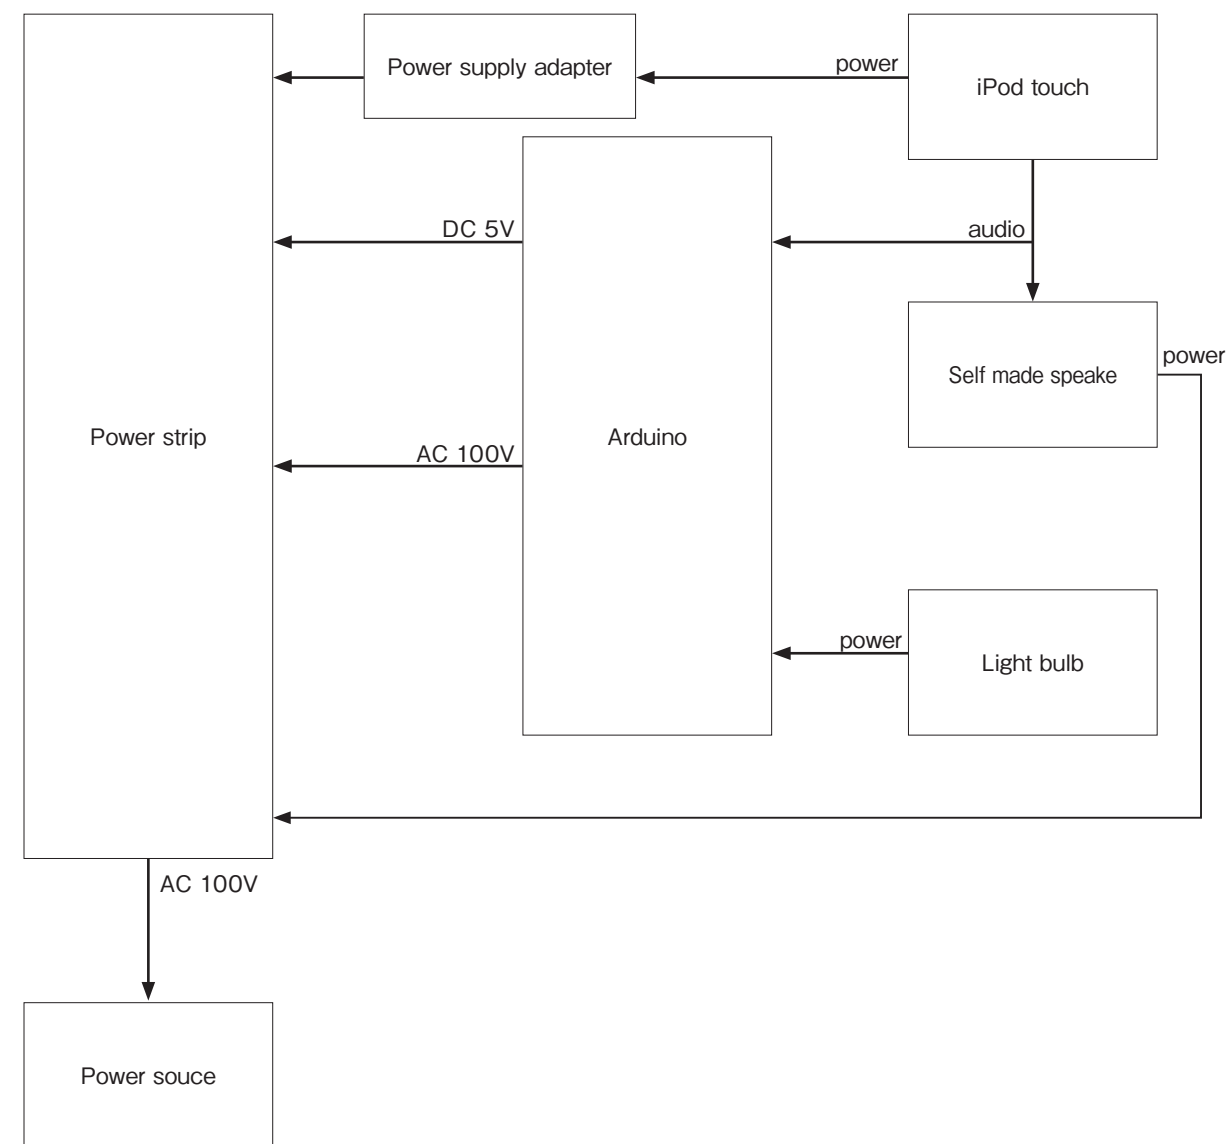 Power supply adapter
power
iPod touch
DC 5V
audio
power
Self made speake
Power strip
Arduino
AC 100V
power
Light bulb
AC 100V
Power souce